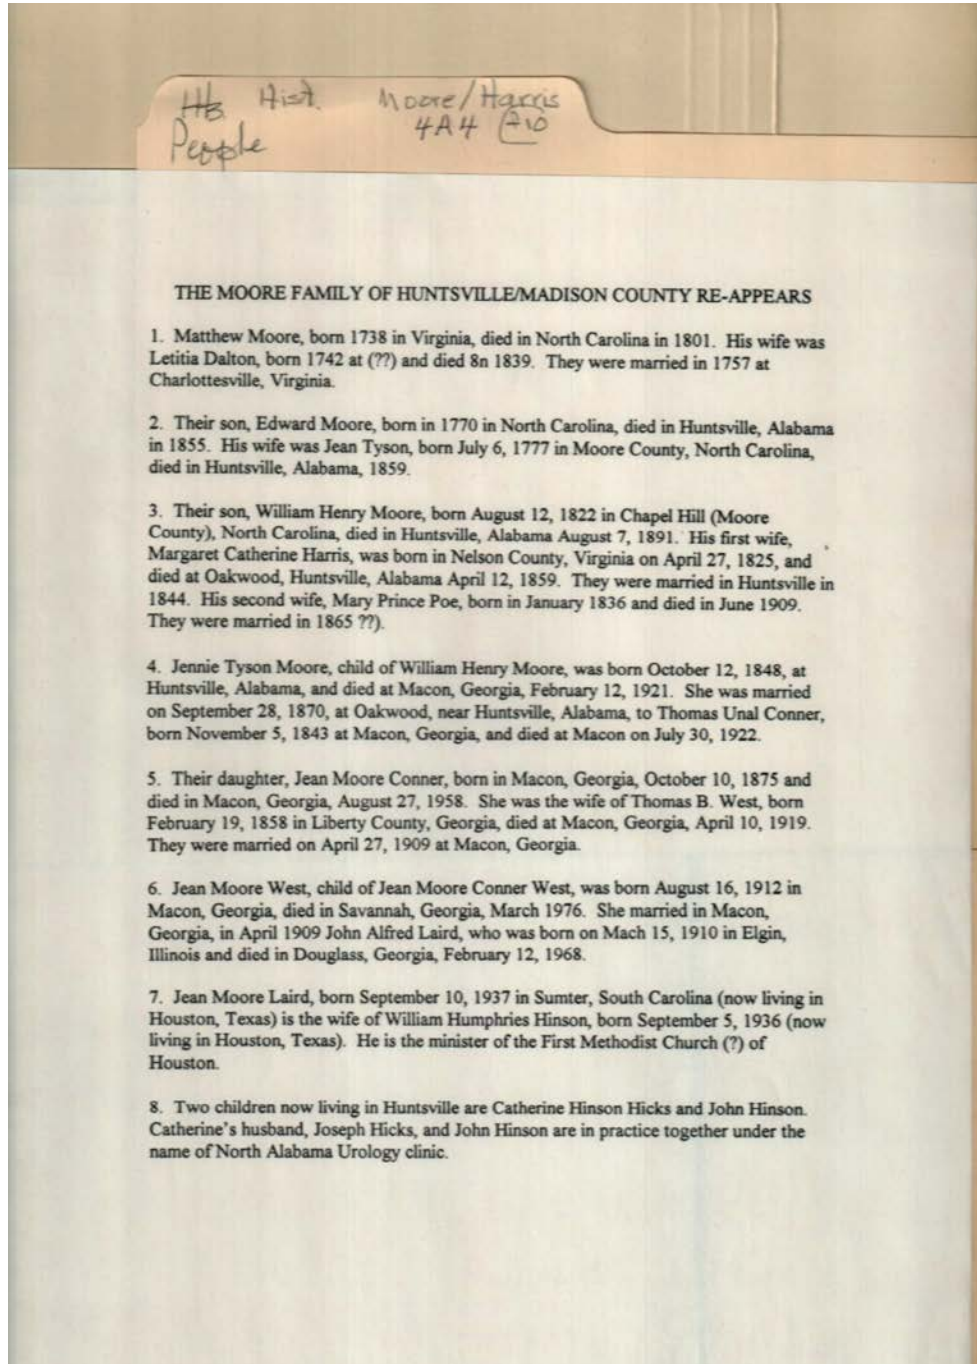 Hist. Moore/Harris
4A4
People
THE MOORE FAMILY OF HUNTSVILLE/MADISON COUNTY RE-APPEARS
1. Matthew Moore, born 1738 in Virginia, died in North Carolina in 1801. His wife was
Letitia Dalton, born 1742 at (??) and died 8n 1839. They were married in 1757 at
Charlottesville, Virginia.
2. Their son, Edward Moore, born in 1770 in North Carolina, died in Huntsville, Alabama
in 1855. His wife was Jean Tyson, born July 6, 1777 in Moore County, North Carolina,
died in Huntsville, Alabama, 1859.
3. Their son, William Henry Moore, born August 12, 1822 in Chapel Hill (Moore
County), North Carolina, died in Huntsville, Alabama August 7, 1891. His first wife,
Margaret Catherine Harris, was born in Nelson County, Virginia on April 27, 1825, and
died at Oakwood, Huntsville, Alabama April 12, 1859. They were married in Huntsville in
1844. His second wife, Mary Prince Poe, born in January 1836 and died in June 1909.
They were married in 1865 ??).
4. Jennie Tyson Moore, child of William Henry Moore, was born October 12, 1848, at
Huntsville, Alabama, and died at Macon, Georgia, February 12, 1921. She was married
on September 28, 1870, at Oakwood, near Huntsville, Alabama, to Thomas Unal Conner,
born November 5, 1843 at Macon, Georgia, and died at Macon on July 30, 1922.
5. Their daughter, Jean Moore Conner, born in Macon, Georgia, October 10, 1875 and
died in Macon, Georgia, August 27, 1958. She was the wife of Thomas B. West, born
February 19, 1858 in Liberty County, Georgia, died at Macon, Georgia, April 10, 1919.
They were married on April 27, 1909 at Macon, Georgia.
6. Jean Moore West, child of Jean Moore Conner West, was born August 16, 1912 in
Macon, Georgia, died in Savannah, Georgia, March 1976. She married in Macon,
Georgia, in April 1909 John Alfred Laird, who was born on Mach 15, 1910 in Elgin,
Illinois and died in Douglass, Georgia, February 12, 1968.
7. Jean Moore Laird, born September 10, 1937 in Sumter, South Carolina (now living in
Houston, Texas) is the wife of William Humphries Hinson, born September 5, 1936 (now
living in Houston, Texas). He is the minister of the First Methodist Church (?) of
Houston.
8. Two children now living in Huntsville are Catherine Hinson Hicks and John Hinson.
Catherine's husband, Joseph Hicks, and John Hinson are in practice together under the
name of North Alabama Urology clinic.